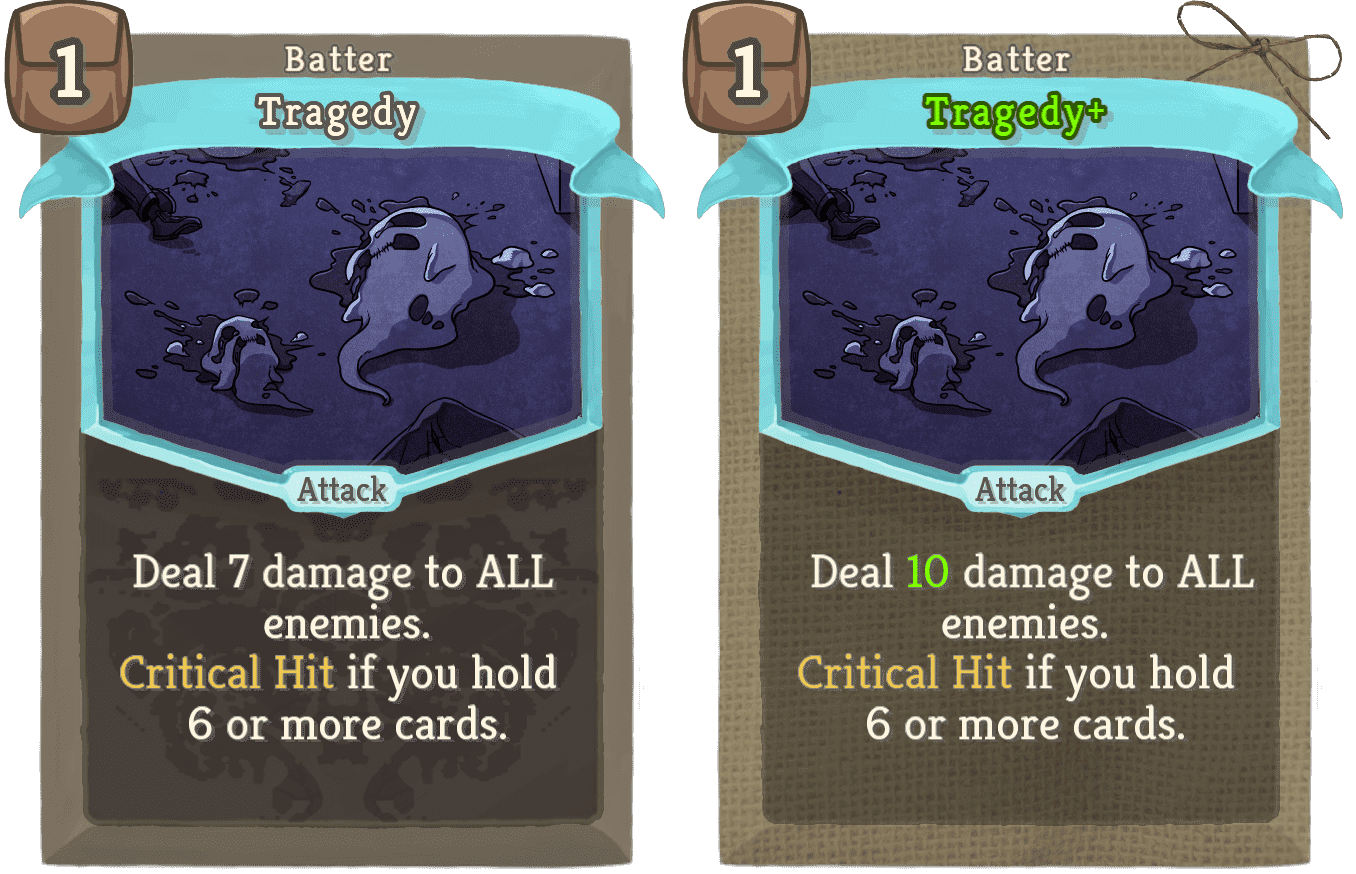 1
Batter
Tragedy
Attack
Deal 7 damage to ALL
enemies.
Critical Hit if you hold
6 or more cards.
1
Batter
Tragedy+
Attack
Deal 10 damage to ALL
enemies.
Critical Hit if you hold
6 or more cards.